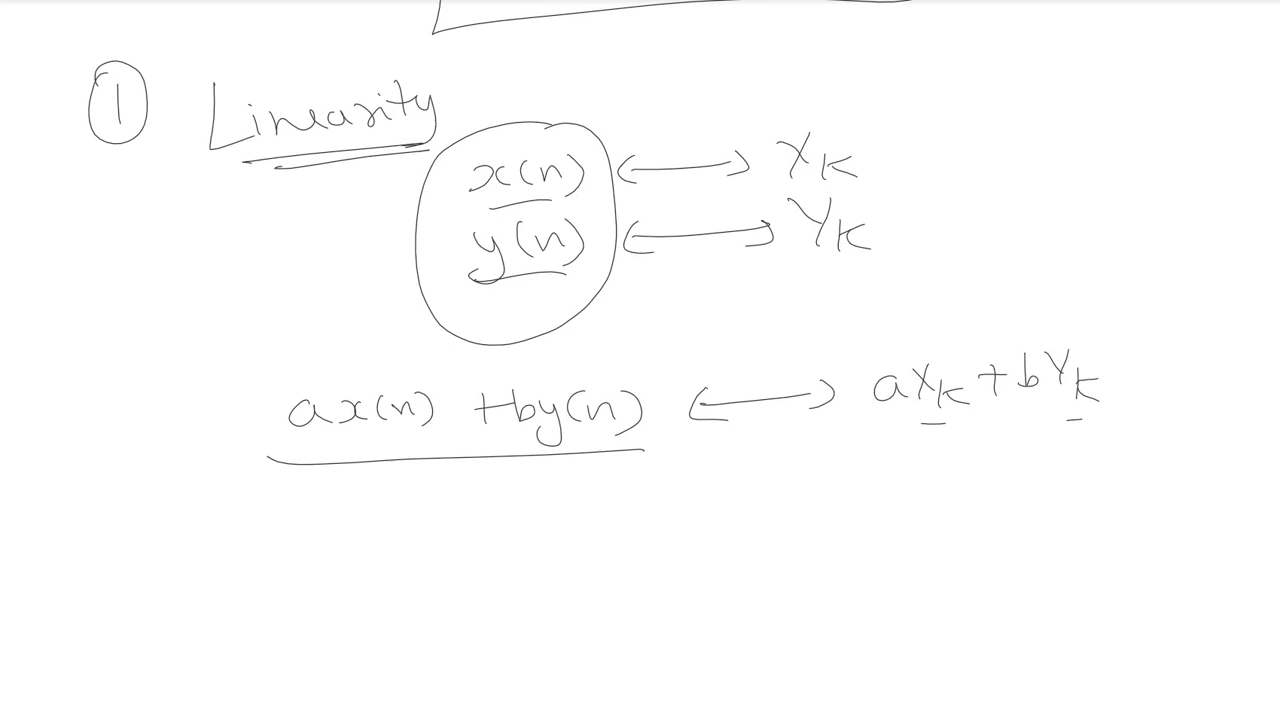 ① Linearity
x(n) ⟷ X_K
y(n) ⟷ Y_K
ax(n) +by(n) ⟷ aX_K + bY_K